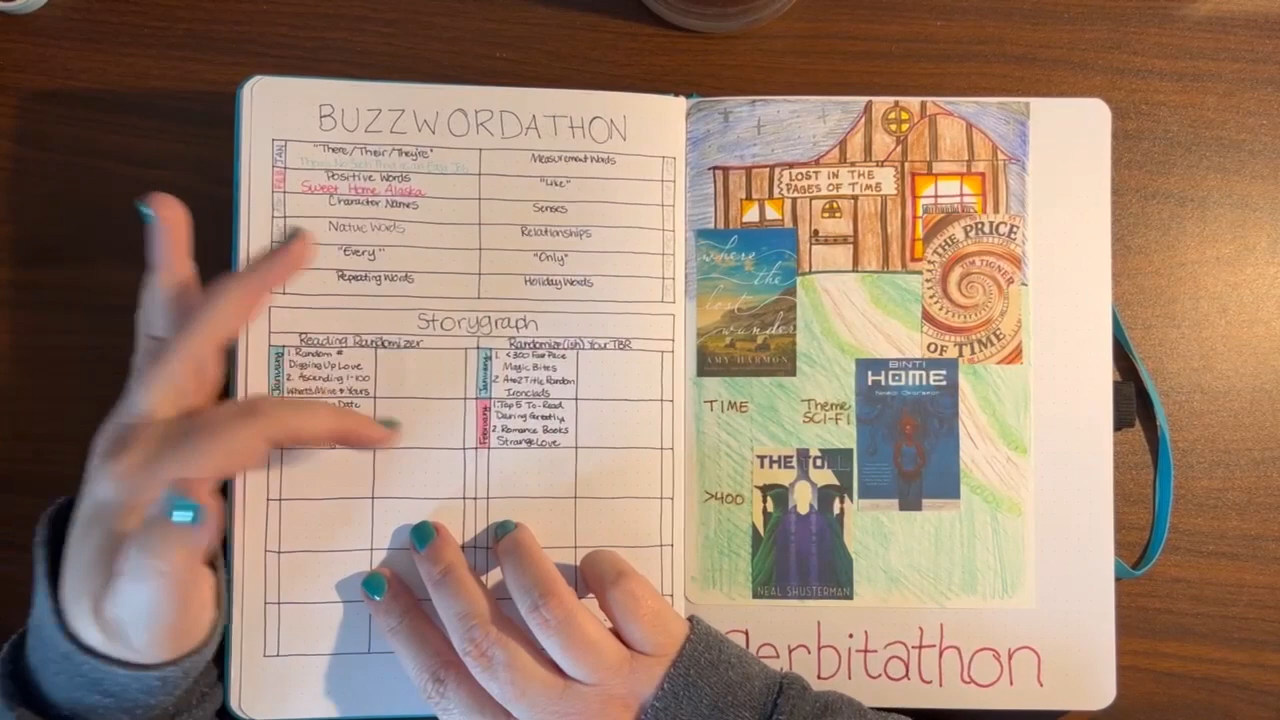 BUZZWORDATHON
JAN
"There/Their/They're"
Measurement Words
FEB
Positive Words
"Like"
Sweet Home Alaska
Character Names
Senses
Nature Words
Relationships
"Every"
"Only"
Repeating Words
Holiday Words
Storygraph
Reading Randomizer
Randomiz(ish) Your TBR
January
1. Random #
Digging Up Love
2. Ascending 1-100
What's Mine & Yours
Date
January
1. <300 Fast Pace
Magic Bites
2. A to Z Title Random
Ironclads
February
1. Top 5 To-Read
Daring Greatly
2. Romance Books
Strange Love
LOST IN THE
PAGES OF TIME
where
the
lost
wander
AMY HARMON
THE PRICE
TIM TIGNER
OF TIME
TIME
Theme
SCI-FI
BINTI
HOME
>400
THE TOLL
NEAL SHUSTERMAN
erbitathon